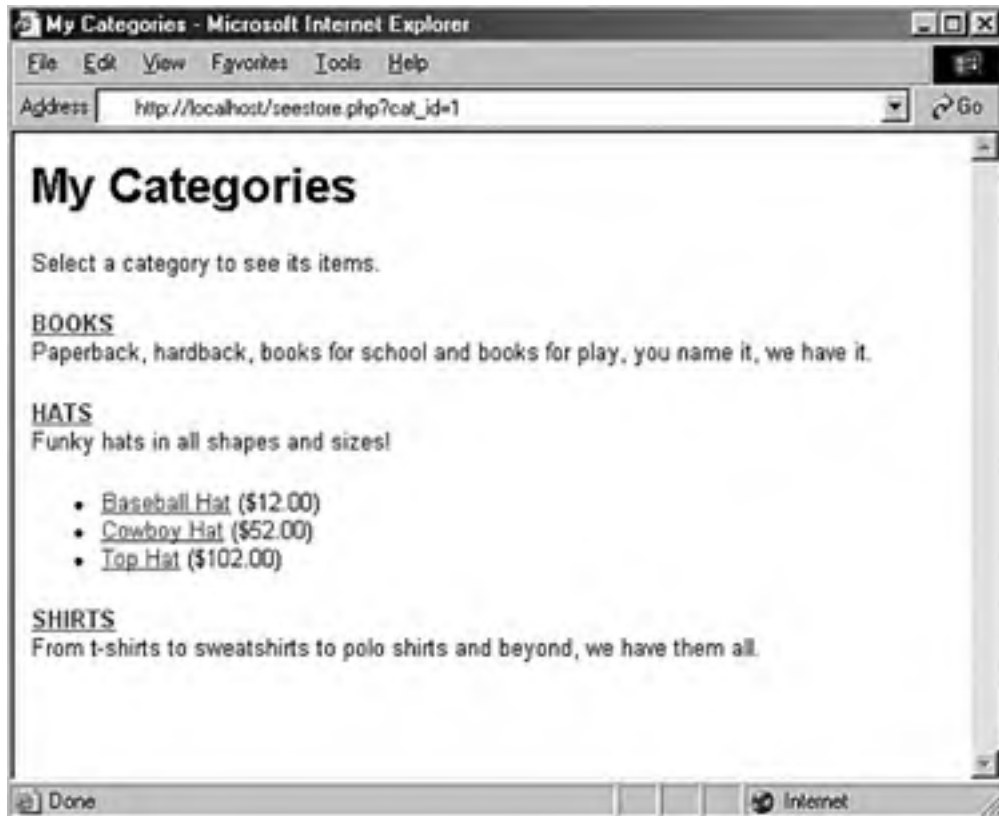 My Categories - Microsoft Internet Explorer
File Edit View Favorites Tools Help
Address http://localhost/seestore.php?cat_id=1 Go
My Categories
Select a category to see its items.
BOOKS
Paperback, hardback, books for school and books for play, you name it, we have it.
HATS
Funky hats in all shapes and sizes!
• Baseball Hat ($12.00)
• Cowboy Hat ($52.00)
• Top Hat ($102.00)
SHIRTS
From t-shirts to sweatshirts to polo shirts and beyond, we have them all.
Done Internet